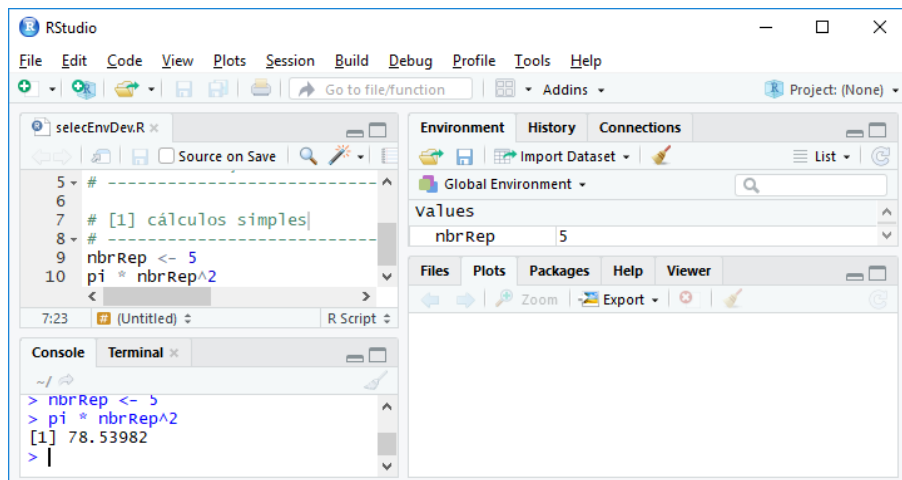 RStudio
File Edit Code View Plots Session Build Debug Profile Tools Help
Go to file/function Addins Project: (None)
selecEnvDev.R
Source on Save
5 # ----------------------------
6
7 # [1] cálculos simples
8 # ----------------------------
9 nbrRep <- 5
10 pi * nbrRep^2
7:23 # (Untitled) R Script
Console Terminal
~/
> nbrRep <- 5
> pi * nbrRep^2
[1] 78.53982
>
Environment History Connections
Import Dataset List
Global Environment
Values
nbrRep 5
Files Plots Packages Help Viewer
Zoom Export